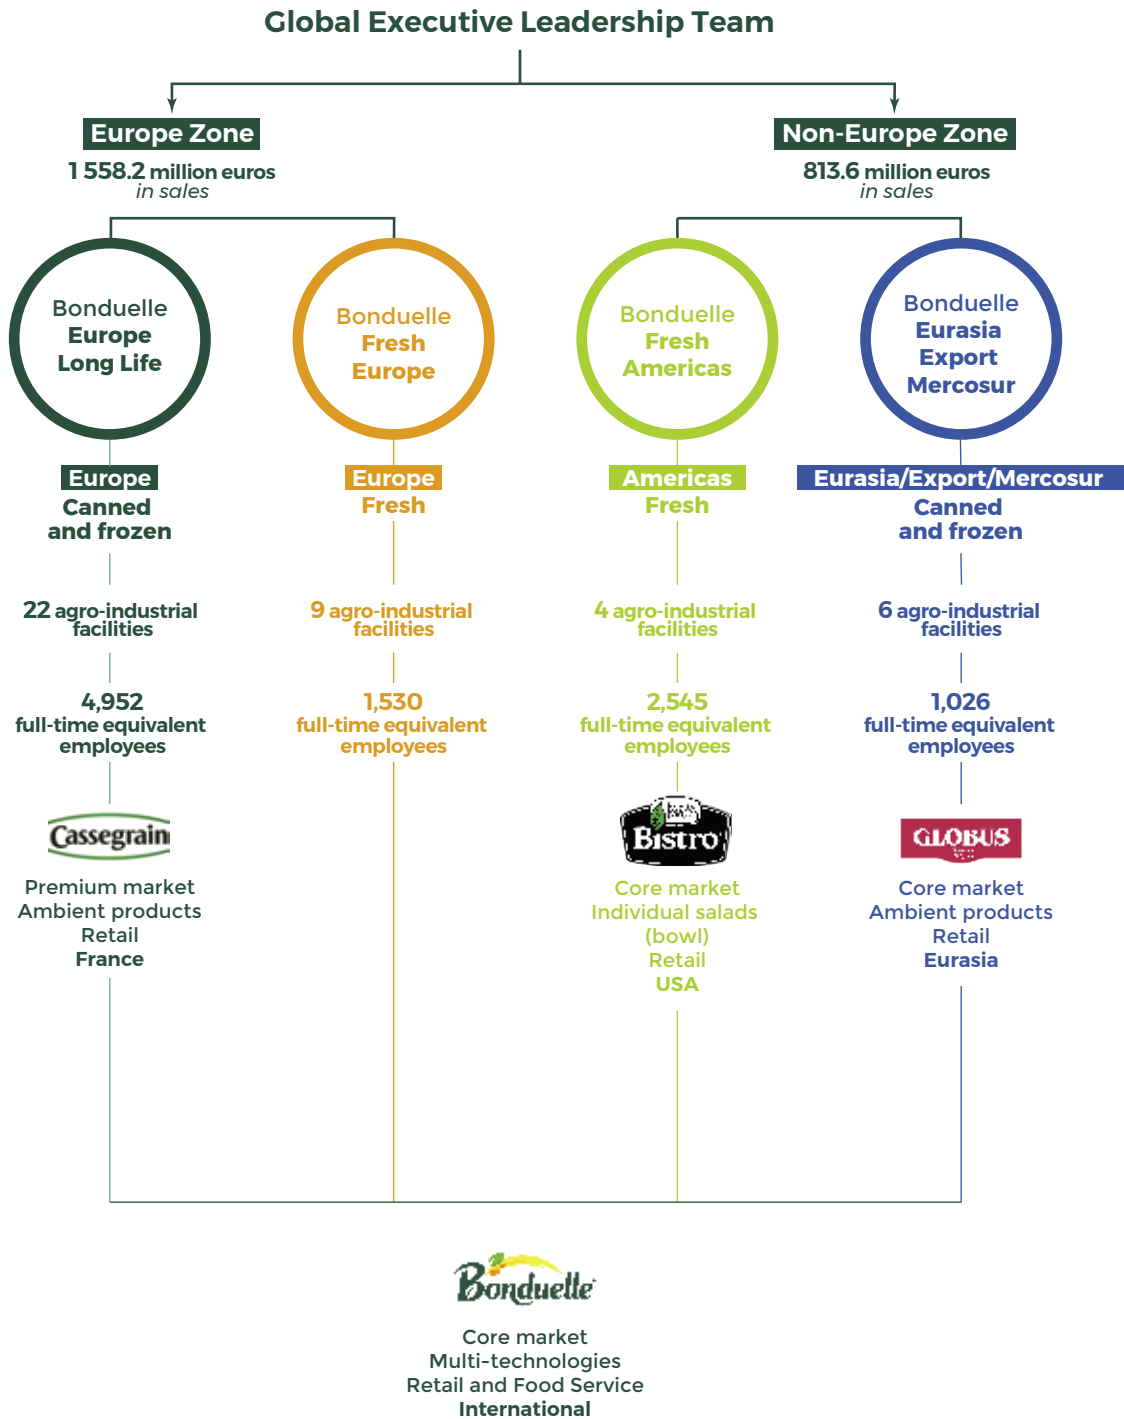 Global Executive Leadership Team
Europe Zone
1 558.2 million euros
in sales
Non-Europe Zone
813.6 million euros
in sales
Bonduelle
Europe
Long Life
Bonduelle
Fresh
Europe
Bonduelle
Fresh
Americas
Bonduelle
Eurasia
Export
Mercosur
Europe
Canned
and frozen
Europe
Fresh
Americas
Fresh
Eurasia/Export/Mercosur
Canned
and frozen
22 agro-industrial
facilities
9 agro-industrial
facilities
4 agro-industrial
facilities
6 agro-industrial
facilities
4,952
full-time equivalent
employees
1,530
full-time equivalent
employees
2,545
full-time equivalent
employees
1,026
full-time equivalent
employees
Cassegrain
Premium market
Ambient products
Retail
France
Bistro
Core market
Individual salads
(bowl)
Retail
USA
GLOBUS
Core market
Ambient products
Retail
Eurasia
Bonduelle
Core market
Multi-technologies
Retail and Food Service
International